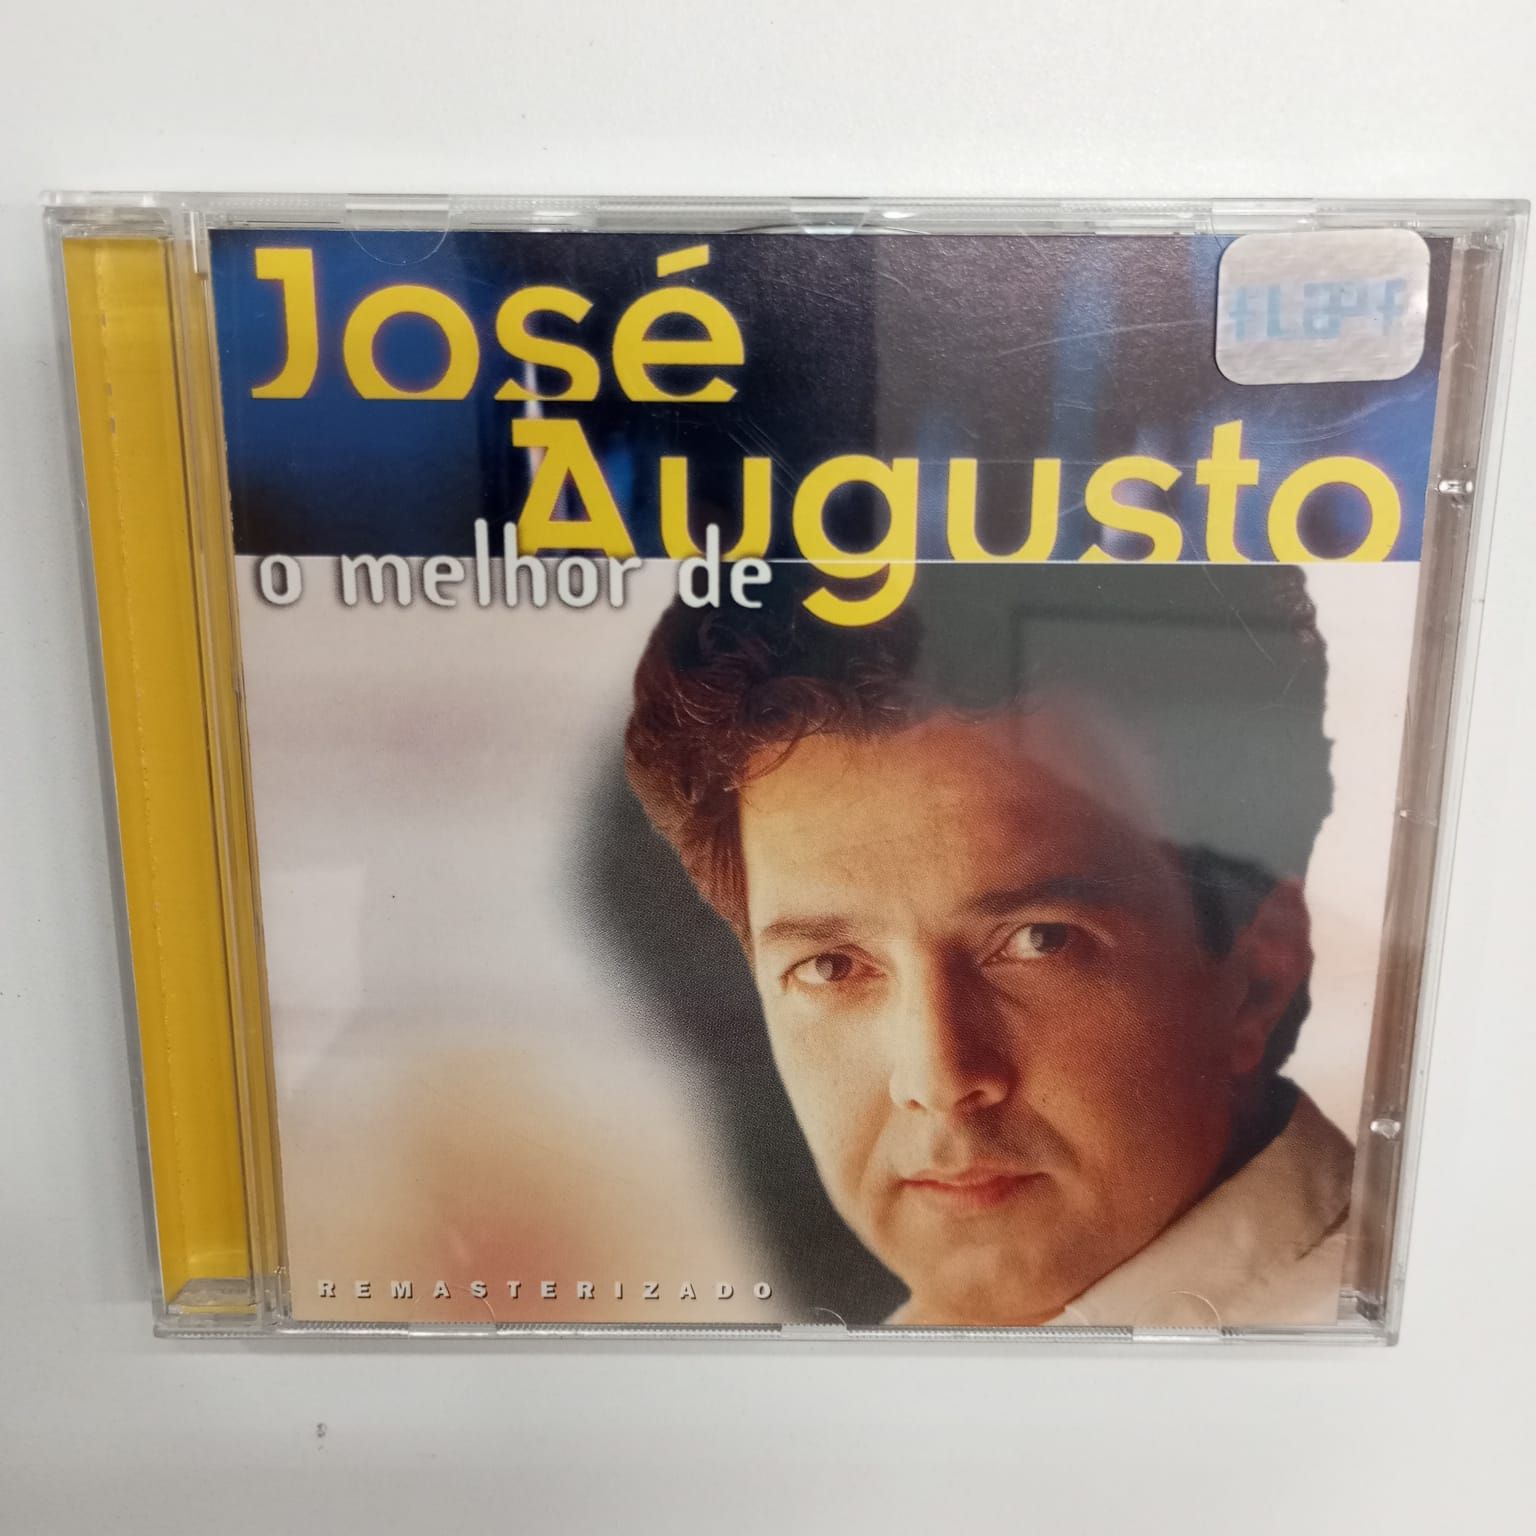 José
Augusto
o melhor de
REMASTERIZADO